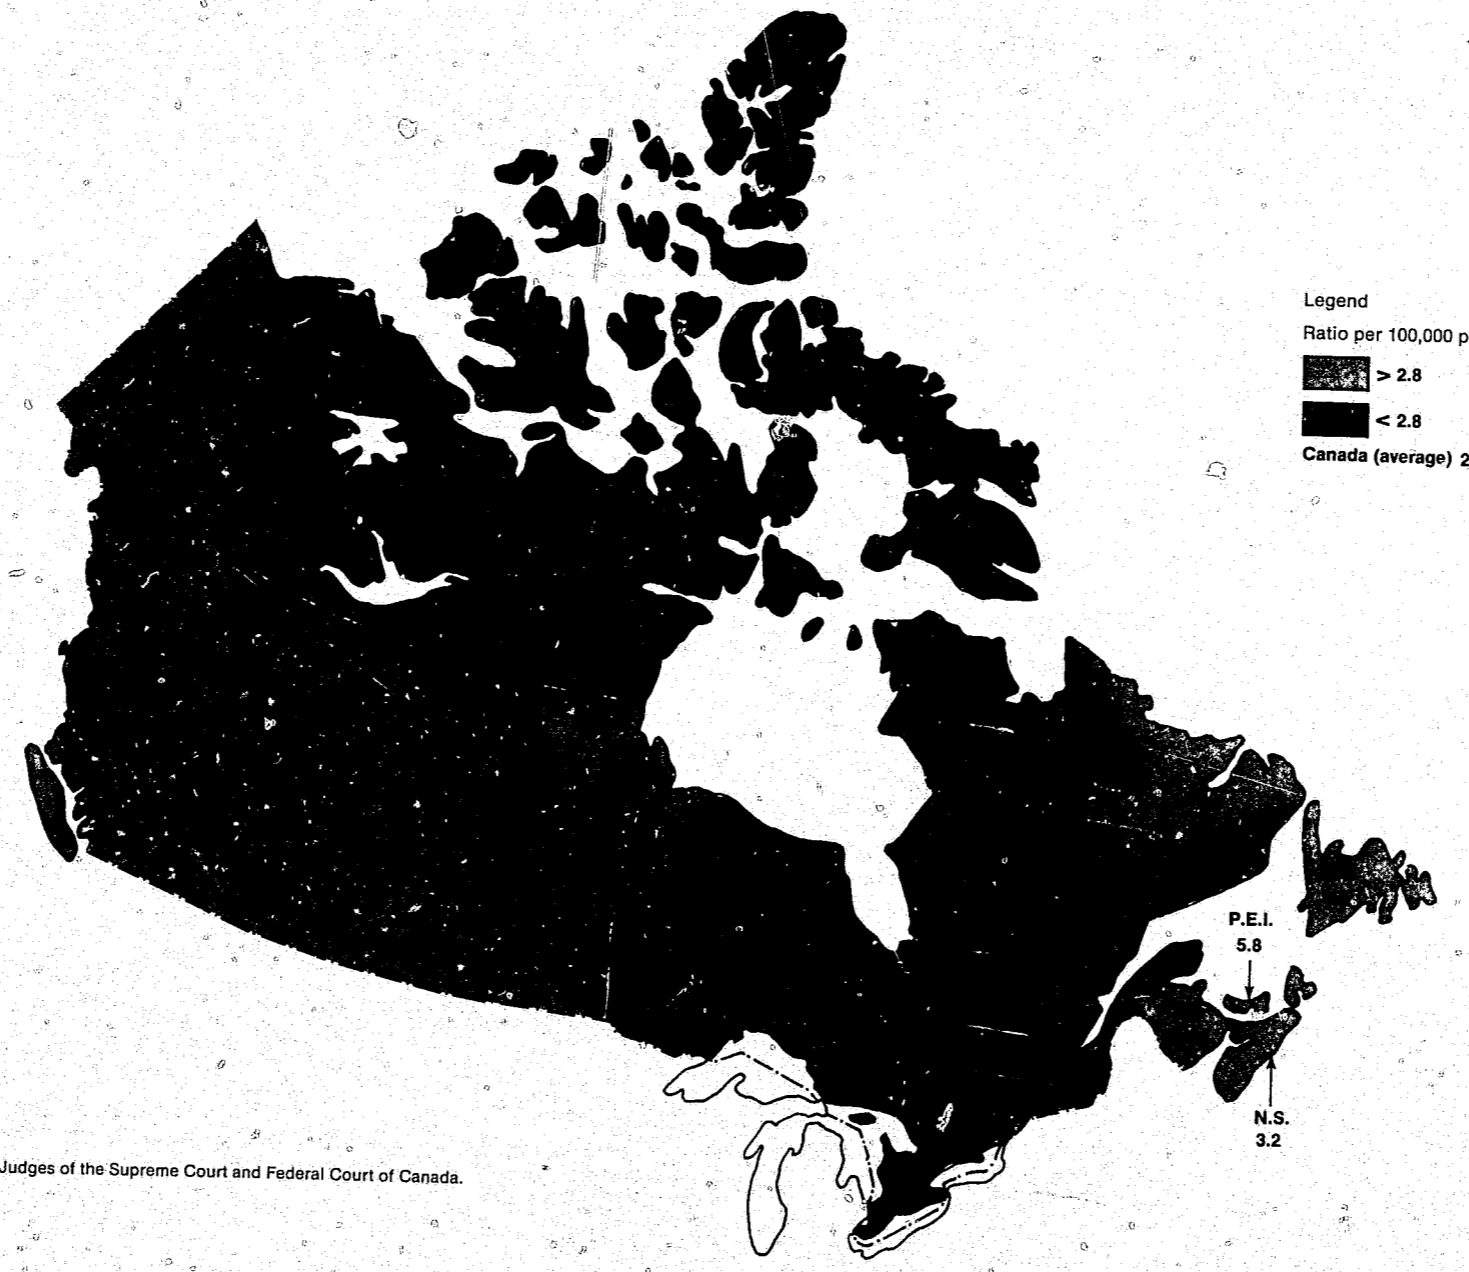 Legend
Ratio per 100,000 p
> 2.8
< 2.8
Canada (average) 2
P.E.I.
5.8
N.S.
3.2
Judges of the Supreme Court and Federal Court of Canada.